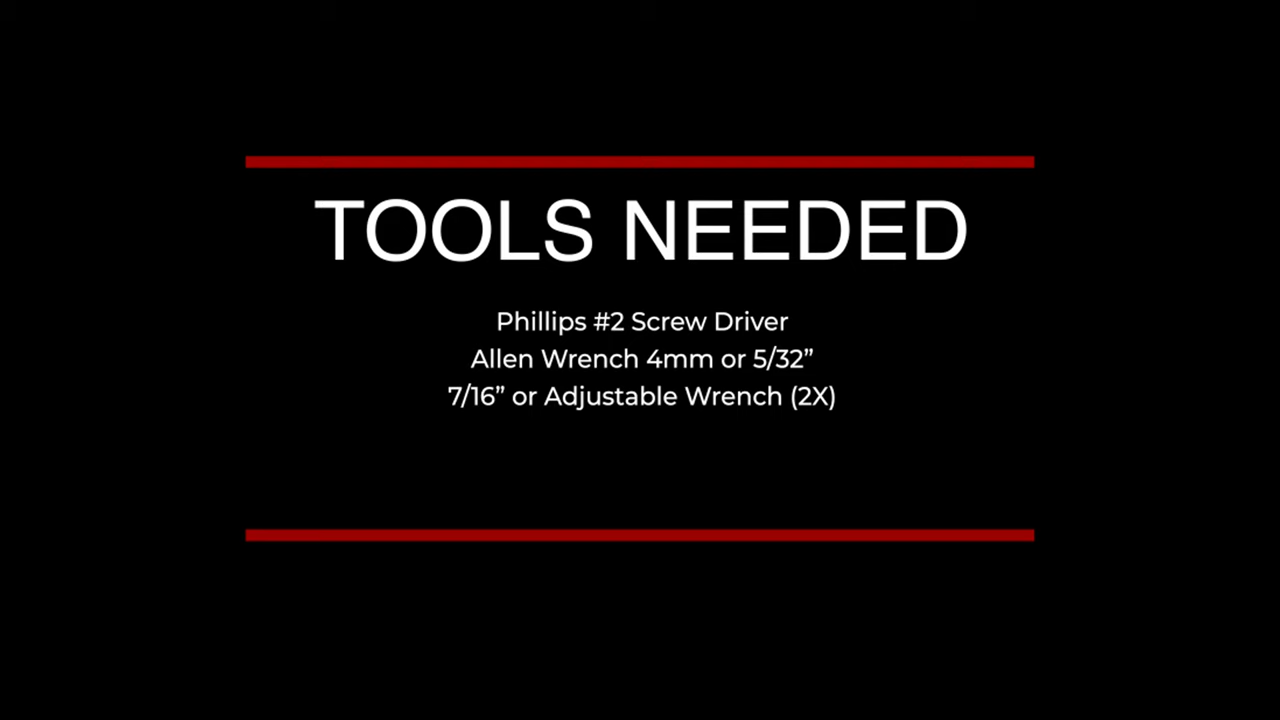 TOOLS NEEDED
Phillips #2 Screw Driver
Allen Wrench 4mm or 5/32”
7/16” or Adjustable Wrench (2X)